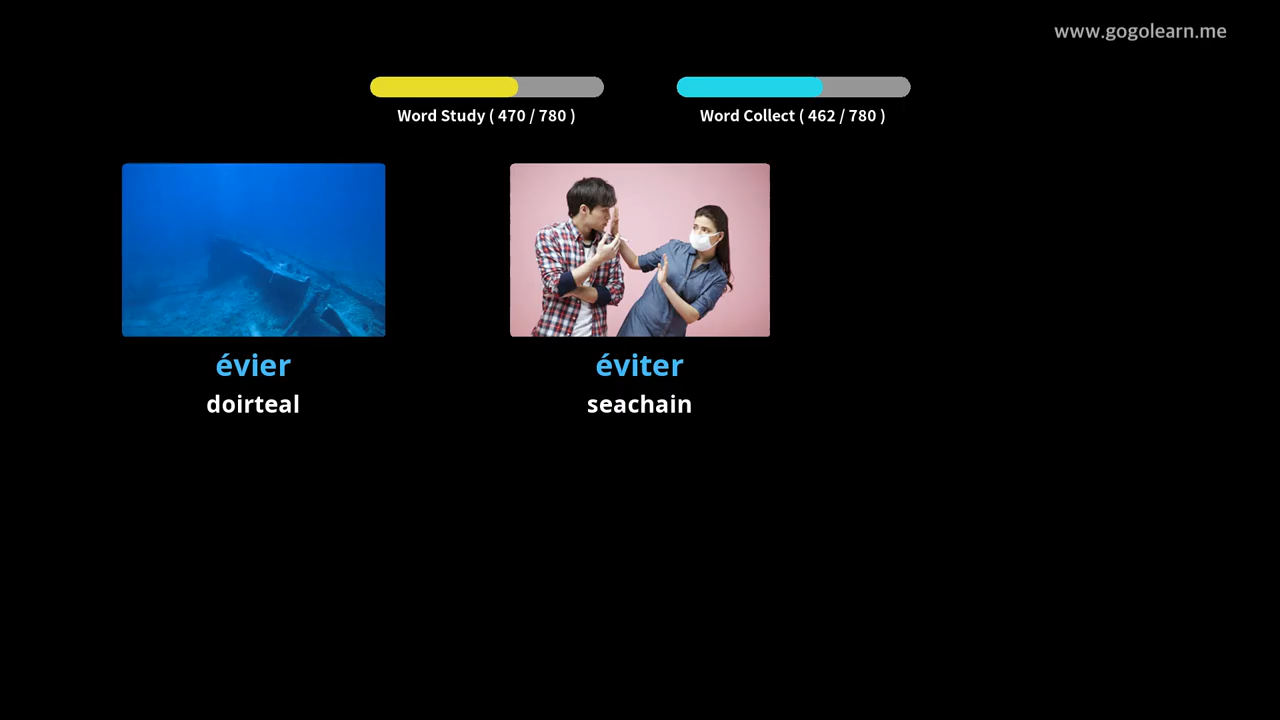 www.gogolearn.me
Word Study ( 470 / 780 )
Word Collect ( 462 / 780 )
évier
éviter
doirteal
seachain